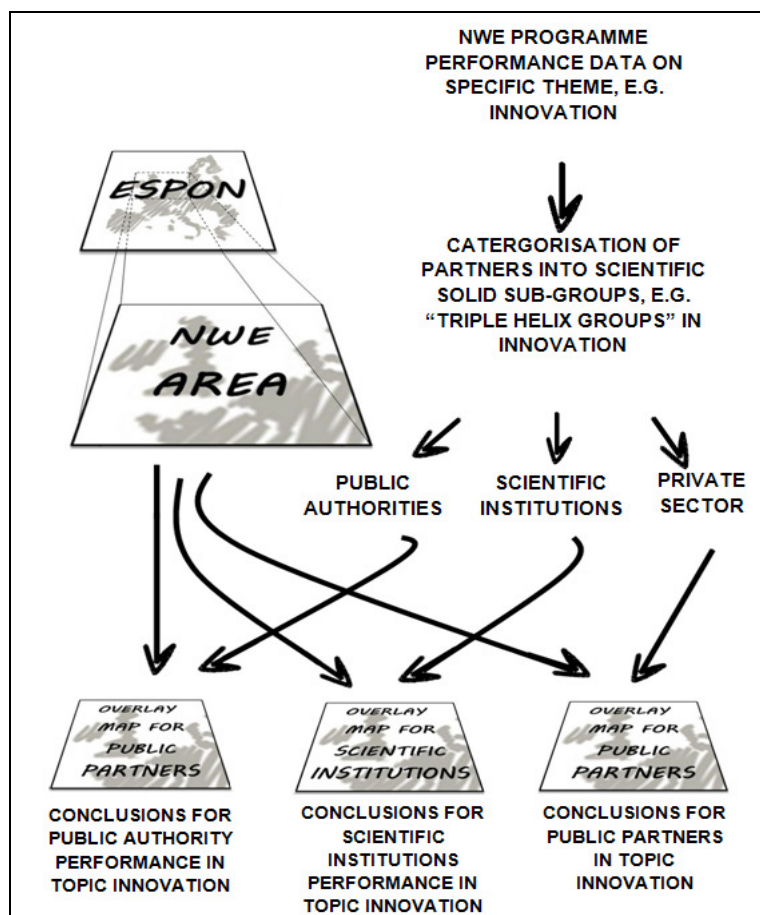 NWE PROGRAMME
PERFORMANCE DATA ON
SPECIFIC THEME, E.G.
INNOVATION
ESPON
CATERGORISATION OF
PARTNERS INTO SCIENTIFIC
SOLID SUB-GROUPS, E.G.
“TRIPLE HELIX GROUPS” IN
INNOVATION
NWE
AREA
PUBLIC
AUTHORITIES
SCIENTIFIC
INSTITUTIONS
PRIVATE
SECTOR
OVERLAY
MAP FOR
PUBLIC
PARTNERS
OVERLAY
MAP FOR
SCIENTIFIC
INSTITUTIONS
OVERLAY
MAP FOR
PUBLIC
PARTNERS
CONCLUSIONS FOR
PUBLIC AUTHORITY
PERFORMANCE IN
TOPIC INNOVATION
CONCLUSIONS FOR
SCIENTIFIC
INSTITUTIONS
PERFORMANCE IN
TOPIC INNOVATION
CONCLUSIONS FOR
PUBLIC PARTNERS
IN TOPIC
INNOVATION